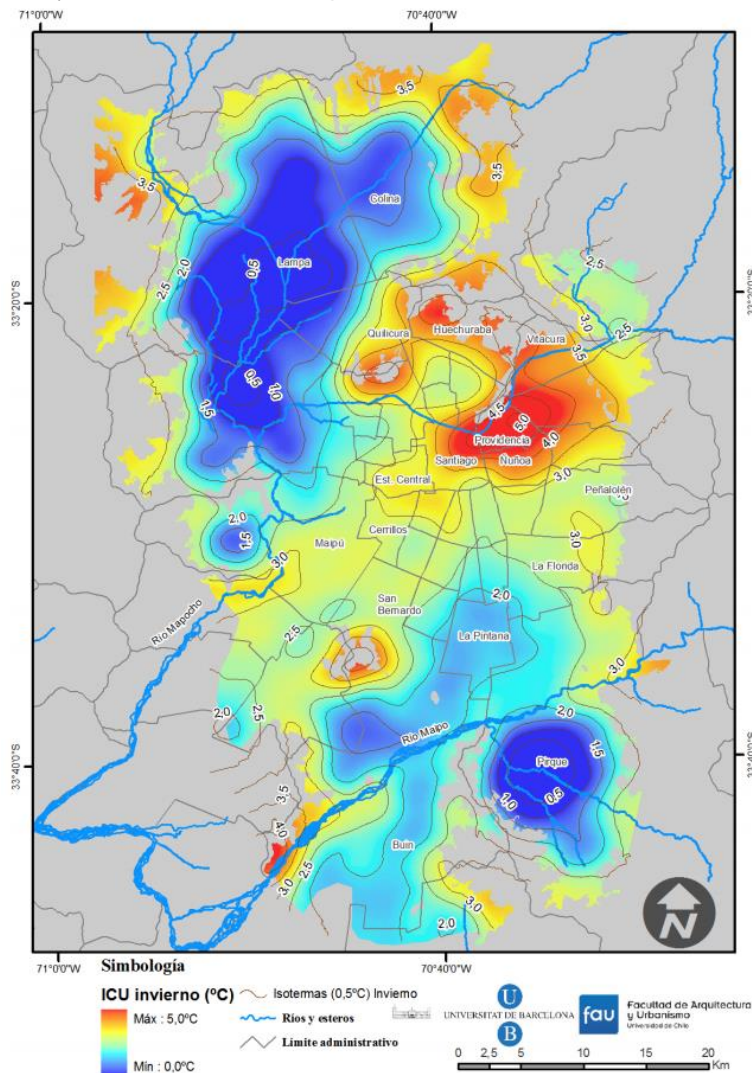 71°0'0"W
70°40'0"W
3,5
3,5
3,5
Colina
2,5
2,0
0,5
Lampa
2,5
3,0
33°20'0"S
33°20'0"S
Quilicura
Huechuraba
Vitacura
3,5
2,5
0,5
1,0
1,5
4,5
5,0
4,0
Providencia
Santiago
Ñuñoa
3,0
Est. Central
Peñalolén
2,0
1,5
Cerrillos
Maipú
3,0
3,0
La Florida
Río Mapocho
San
Bernardo
2,0
La Pintana
2,5
3,0
2,0
2,5
Río Maipo
2,0
1,5
33°40'0"S
33°40'0"S
Pirque
1,0
0,5
3,5
4,0
Buin
2,5
3,0
3,0
2,0
N
71°0'0"W
70°40'0"W
Simbología
ICU invierno (ºC)
Máx : 5,0ºC
Mín : 0,0ºC
Isotermas (0,5ºC) Invierno
Ríos y esteros
Límite administrativo
U
UNIVERSITAT DE BARCELONA
B
fau
Facultad de Arquitectura
y Urbanismo
Universidad de Chile
0 2,5 5 10 15 20
Km